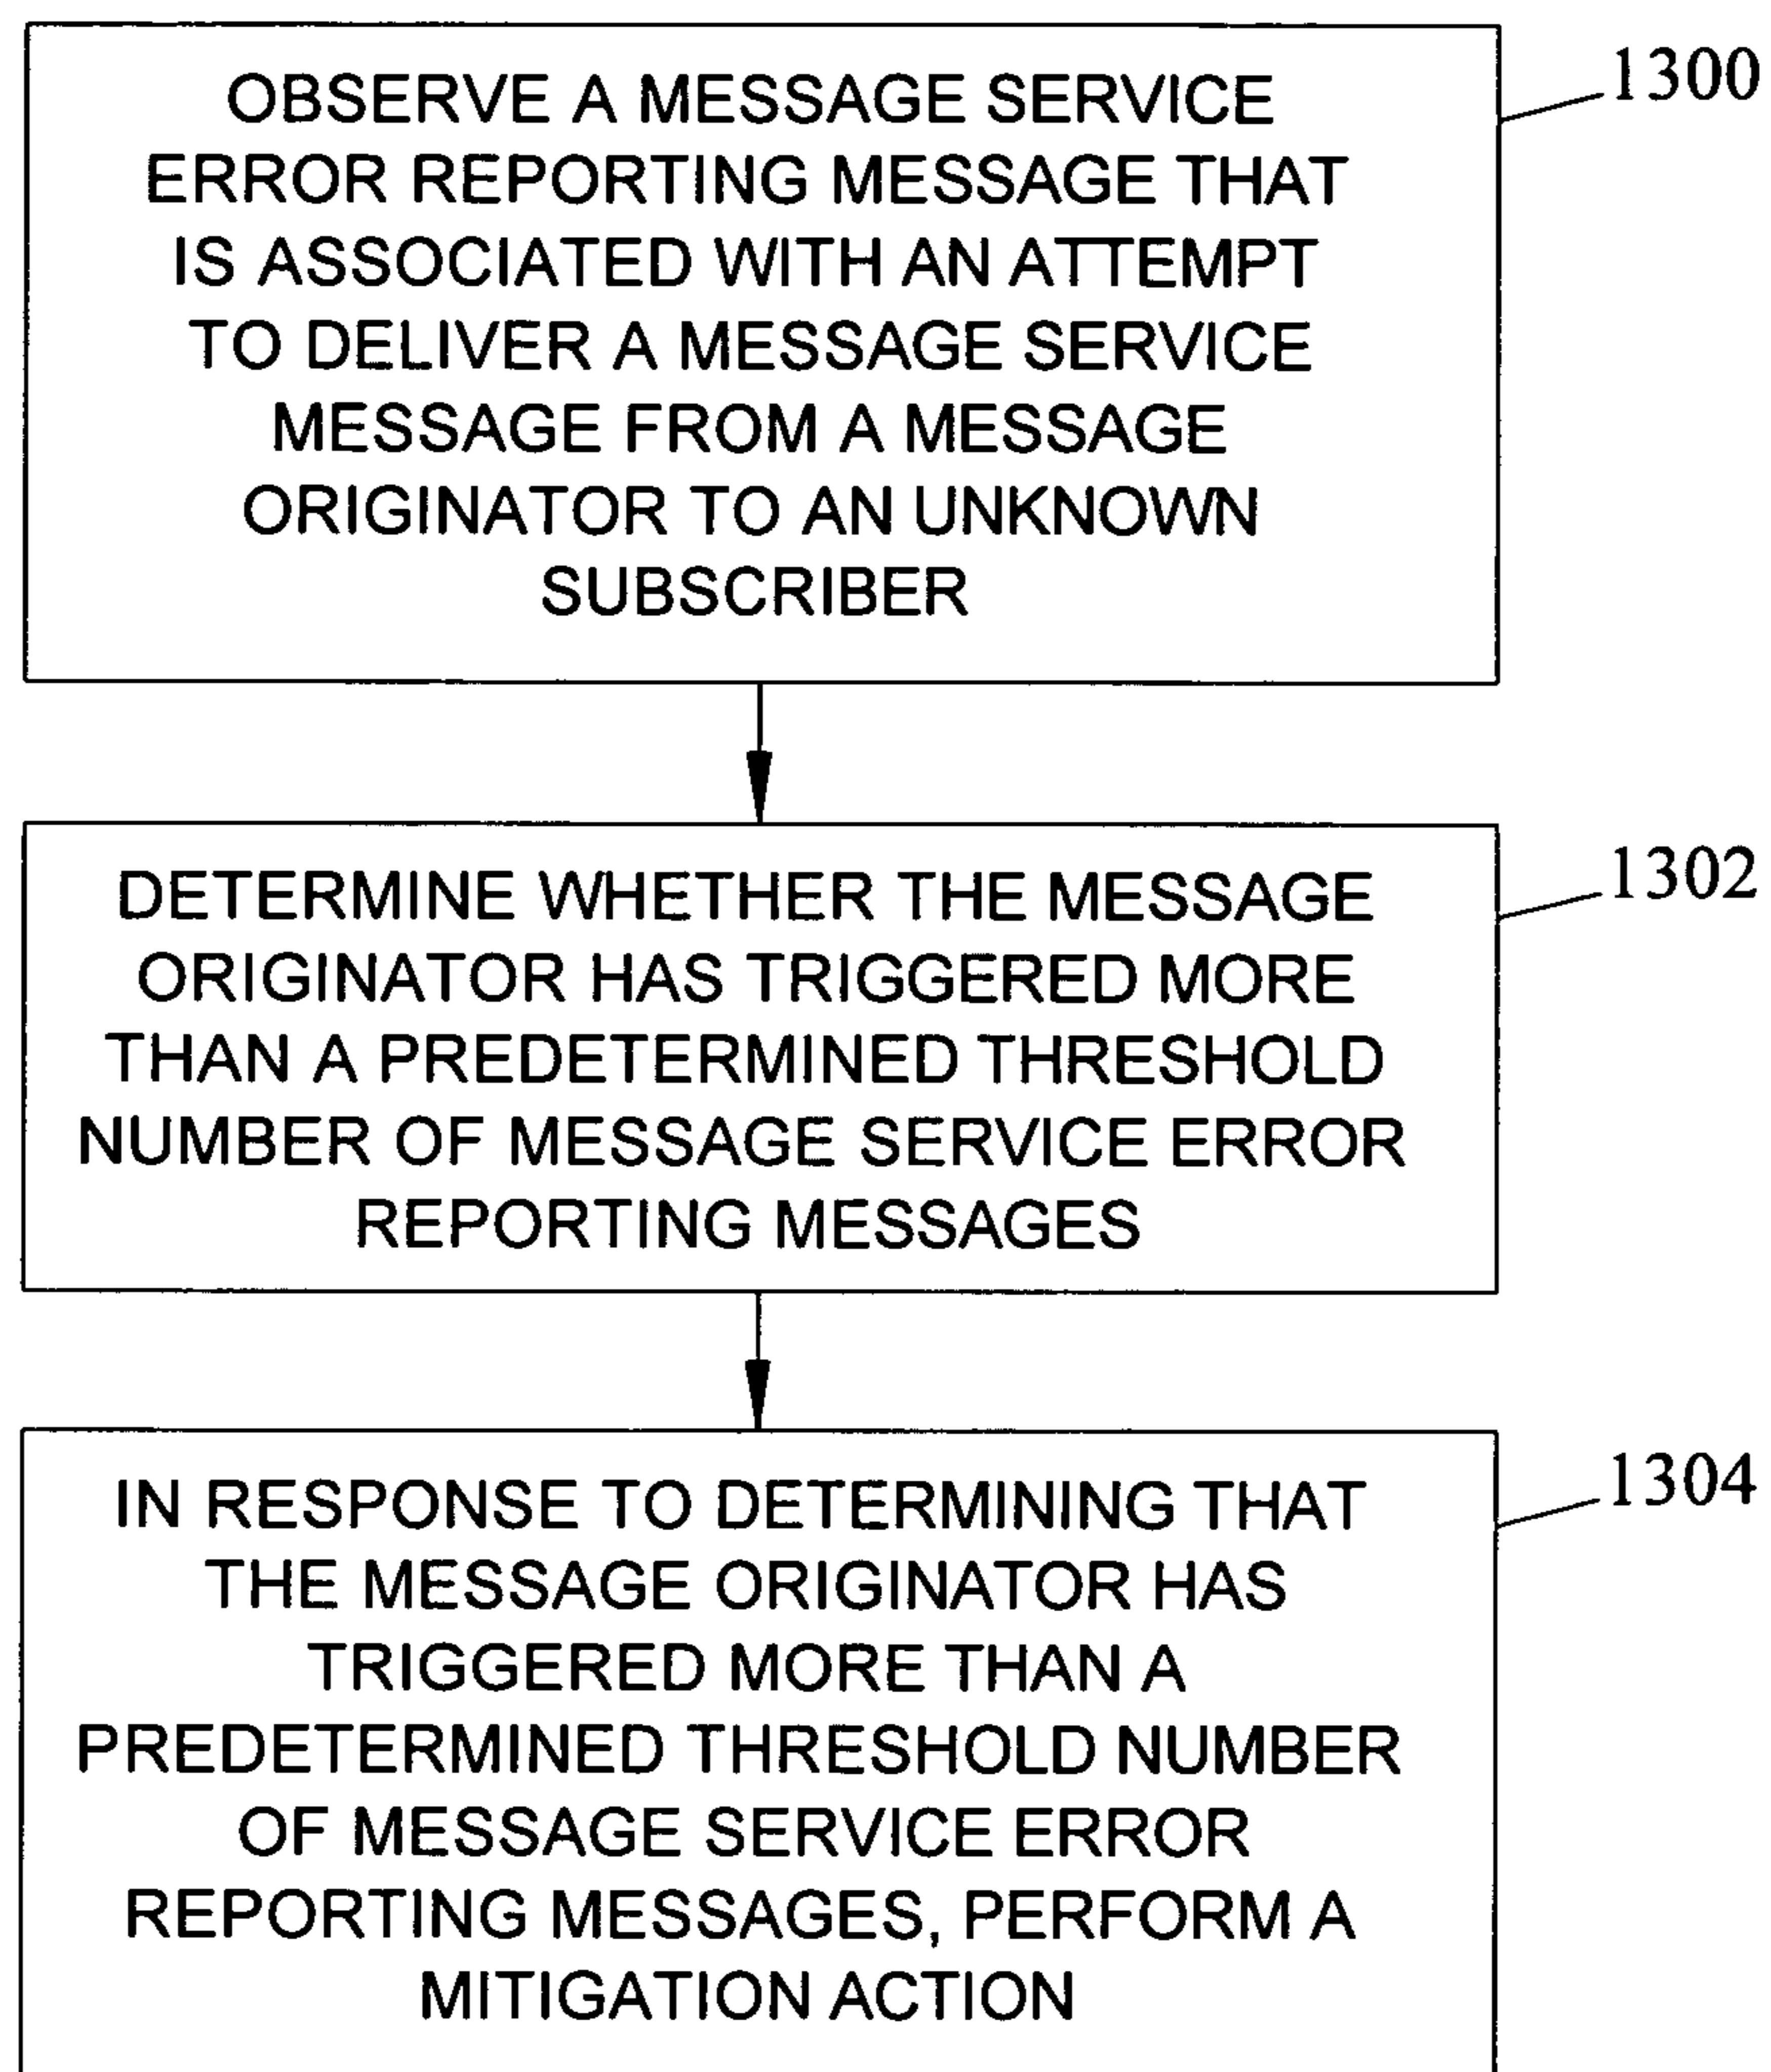 OBSERVE A MESSAGE SERVICE
ERROR REPORTING MESSAGE THAT
IS ASSOCIATED WITH AN ATTEMPT
TO DELIVER A MESSAGE SERVICE
MESSAGE FROM A MESSAGE
ORIGINATOR TO AN UNKNOWN
SUBSCRIBER
1300
DETERMINE WHETHER THE MESSAGE
ORIGINATOR HAS TRIGGERED MORE
THAN A PREDETERMINED THRESHOLD
NUMBER OF MESSAGE SERVICE ERROR
REPORTING MESSAGES
1302
IN RESPONSE TO DETERMINING THAT
THE MESSAGE ORIGINATOR HAS
TRIGGERED MORE THAN A
PREDETERMINED THRESHOLD NUMBER
OF MESSAGE SERVICE ERROR
REPORTING MESSAGES, PERFORM A
MITIGATION ACTION
1304